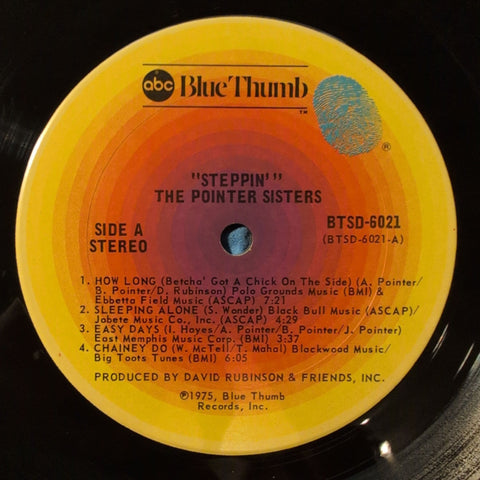 abc Blue Thumb
™
®
"STEPPIN'"
THE POINTER SISTERS
SIDE A
STEREO
BTSD-6021
(BTSD-6021-A)
1. HOW LONG (Betcha' Got A Chick On The Side) (A. Pointer/
B. Pointer/D. Rubinson) Polo Grounds Music (BMI) &
Ebbetta Field Music (ASCAP) 7:21
2. SLEEPING ALONE (S. Wonder) Black Bull Music (ASCAP)/
Jobete Music Co., Inc. (ASCAP) 4:29
3. EASY DAYS (I. Hayes/A. Pointer/B. Pointer/J. Pointer)
East Memphis Music Corp. (BMI) 3:37
4. CHAINEY DO (W. McTell/T. Mahal) Blackwood Music/
Big Toots Tunes (BMI) 6:05
PRODUCED BY DAVID RUBINSON & FRIENDS, INC.
℗1975, Blue Thumb
Records, Inc.